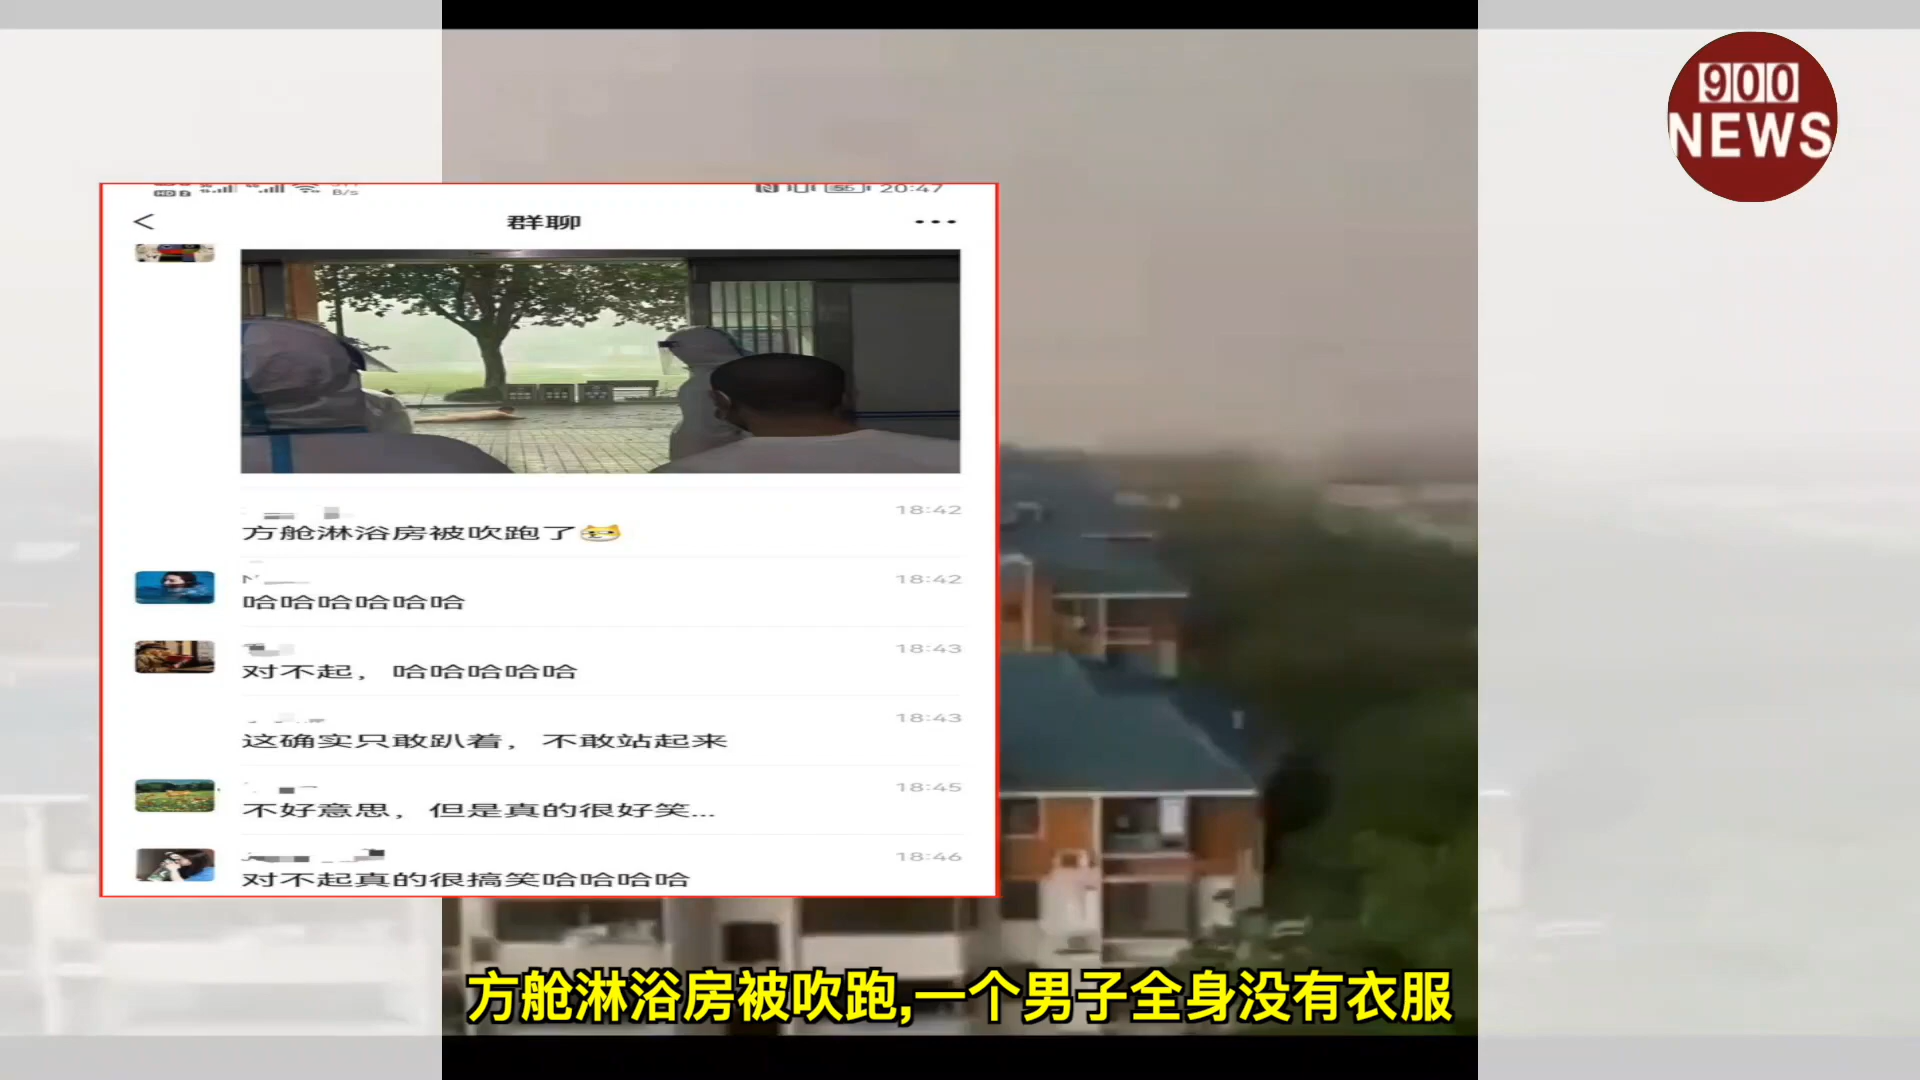 900
NEWS
HD 2
B/s
55
20:47
群聊
18:42
方舱淋浴房被吹跑了
18:42
哈哈哈哈哈哈
18:43
对不起，哈哈哈哈哈
18:43
这确实只敢趴着，不敢站起来
18:45
不好意思，但是真的很好笑...
18:46
对不起真的很搞笑哈哈哈哈
方舱淋浴房被吹跑,一个男子全身没有衣服